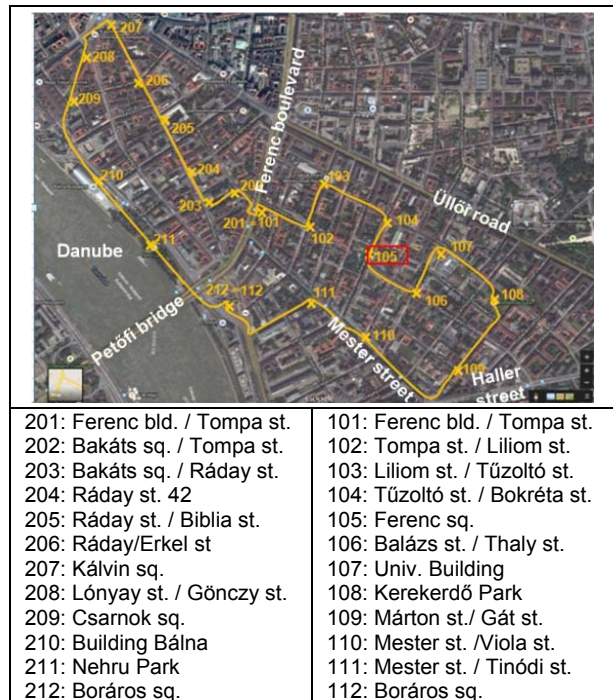 207
208
206
209
205
Ferenc boulevard
204
103
Üllői road
210
203
201 - 101
104
102
211
105
107
Danube
106
108
212 - 112
111
Petőfi bridge
110
Mester street
109
Haller street
201: Ferenc bld. / Tompa st.
202: Bakáts sq. / Tompa st.
203: Bakáts sq. / Ráday st.
204: Ráday st. 42
205: Ráday st. / Biblia st.
206: Ráday/Erkel st
207: Kálvin sq.
208: Lónyay st. / Gönczy st.
209: Csarnok sq.
210: Building Bálna
211: Nehru Park
212: Boráros sq.
101: Ferenc bld. / Tompa st.
102: Tompa st. / Liliom st.
103: Liliom st. / Tűzoltó st.
104: Tűzoltó st. / Bokréta st.
105: Ferenc sq.
106: Balázs st. / Thaly st.
107: Univ. Building
108: Kerekerdő Park
109: Márton st./ Gát st.
110: Mester st. /Viola st.
111: Mester st. / Tinódi st.
112: Boráros sq.